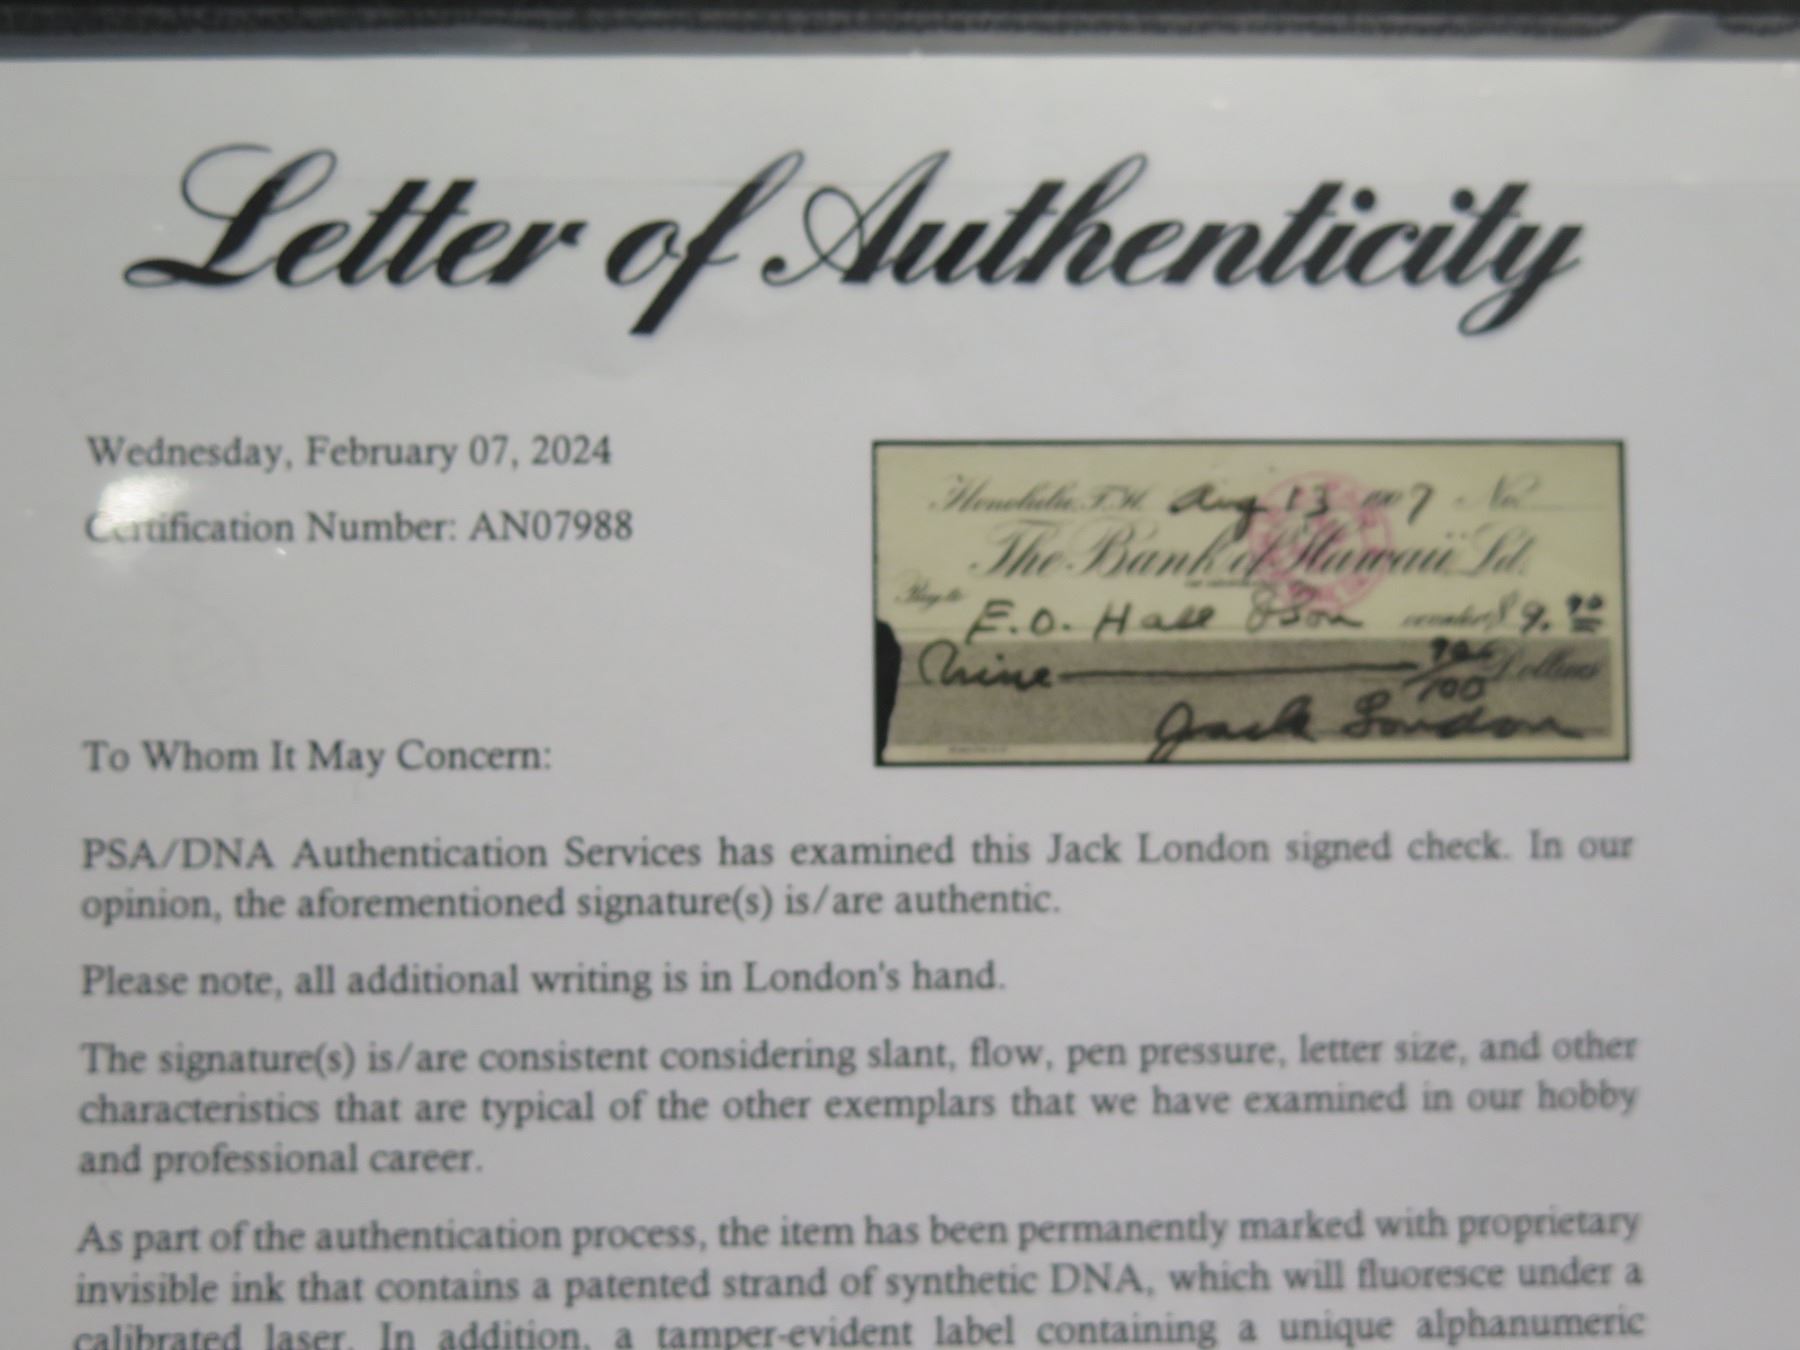 Letter of Authenticity
Wednesday, February 07, 2024
Certification Number: AN07988
Honolulu, T.H. Aug 13 1907 No.
The Bank of Hawaii, Ltd.
Pay to E.O. Hall & Son or order $ 9. 90
Nine 90/100 Dollars
Jack London
To Whom It May Concern:
PSA/DNA Authentication Services has examined this Jack London signed check. In our
opinion, the aforementioned signature(s) is/are authentic.
Please note, all additional writing is in London's hand.
The signature(s) is/are consistent considering slant, flow, pen pressure, letter size, and other
characteristics that are typical of the other exemplars that we have examined in our hobby
and professional career.
As part of the authentication process, the item has been permanently marked with proprietary
invisible ink that contains a patented strand of synthetic DNA, which will fluoresce under a
calibrated laser. In addition, a tamper-evident label containing a unique alphanumeric